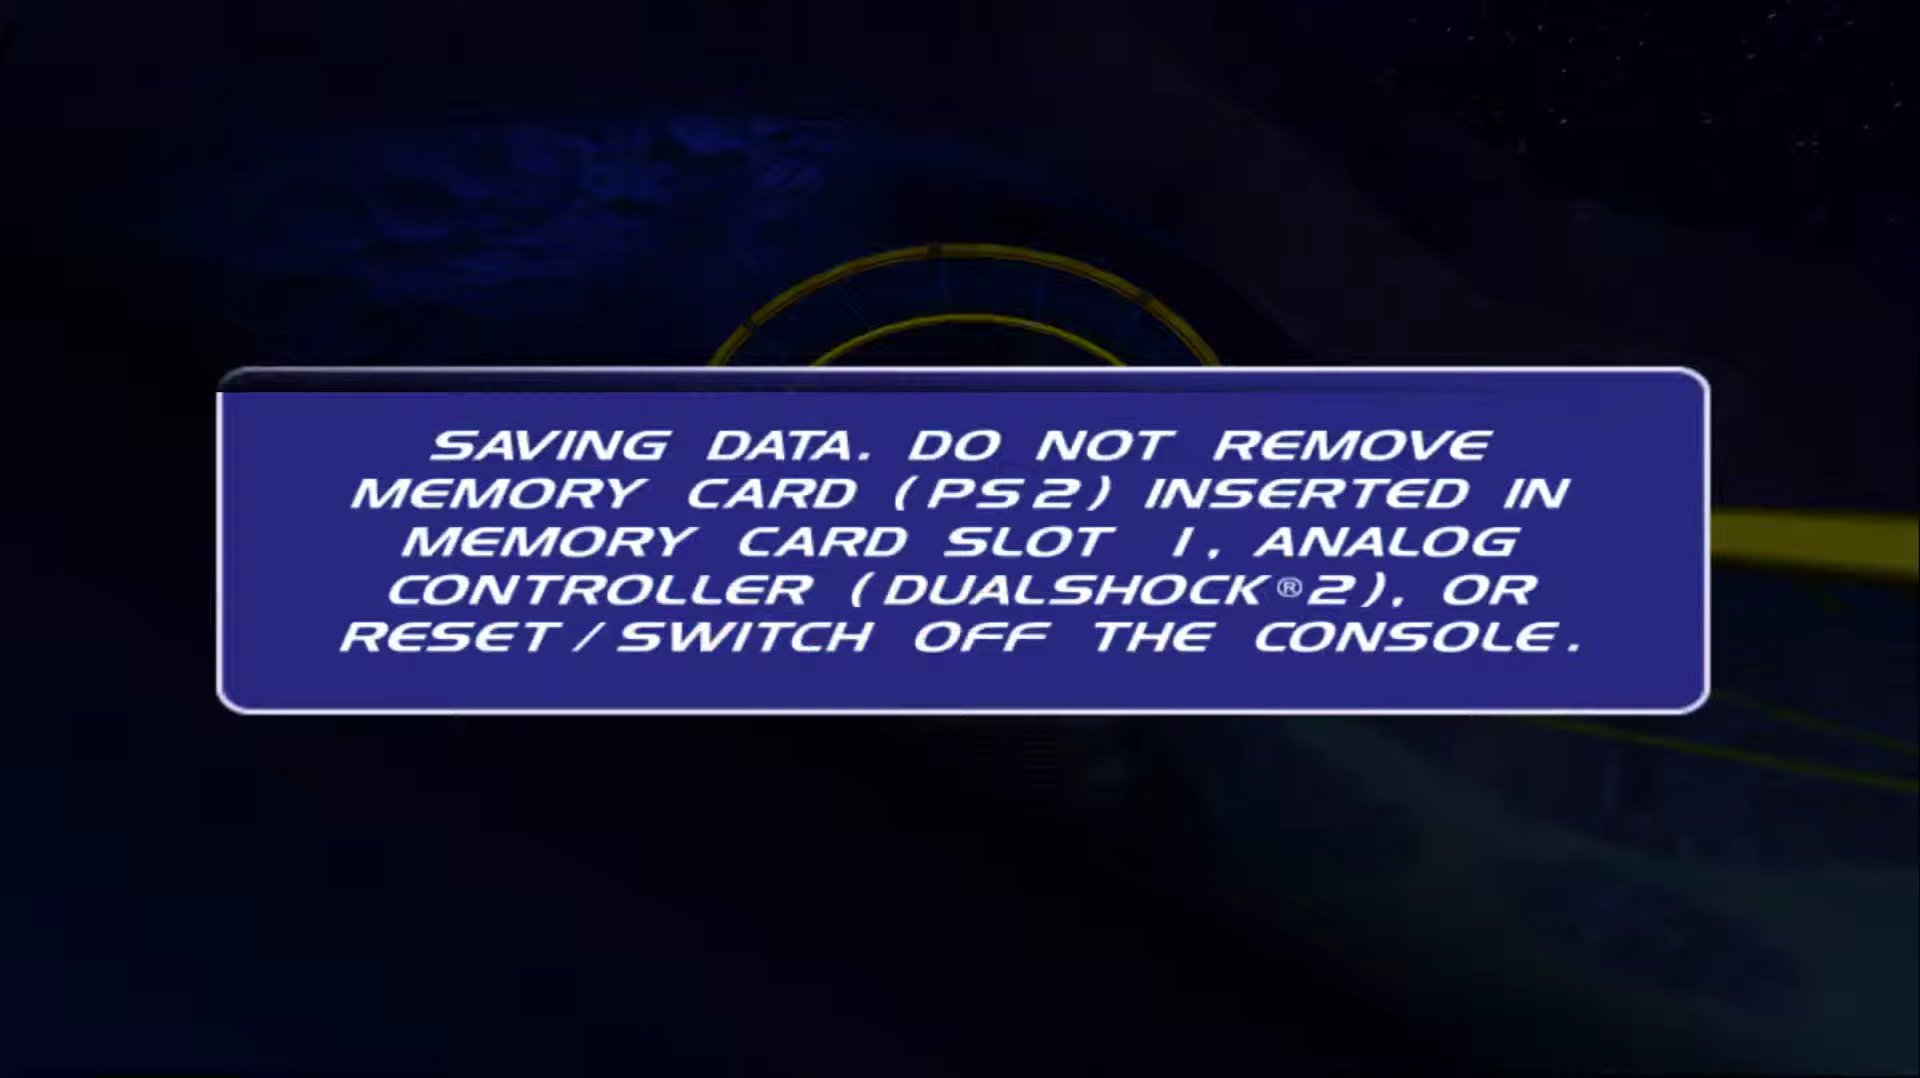 SAVING DATA. DO NOT REMOVE
MEMORY CARD (PS2) INSERTED IN
MEMORY CARD SLOT 1, ANALOG
CONTROLLER (DUALSHOCK®2), OR
RESET/SWITCH OFF THE CONSOLE.